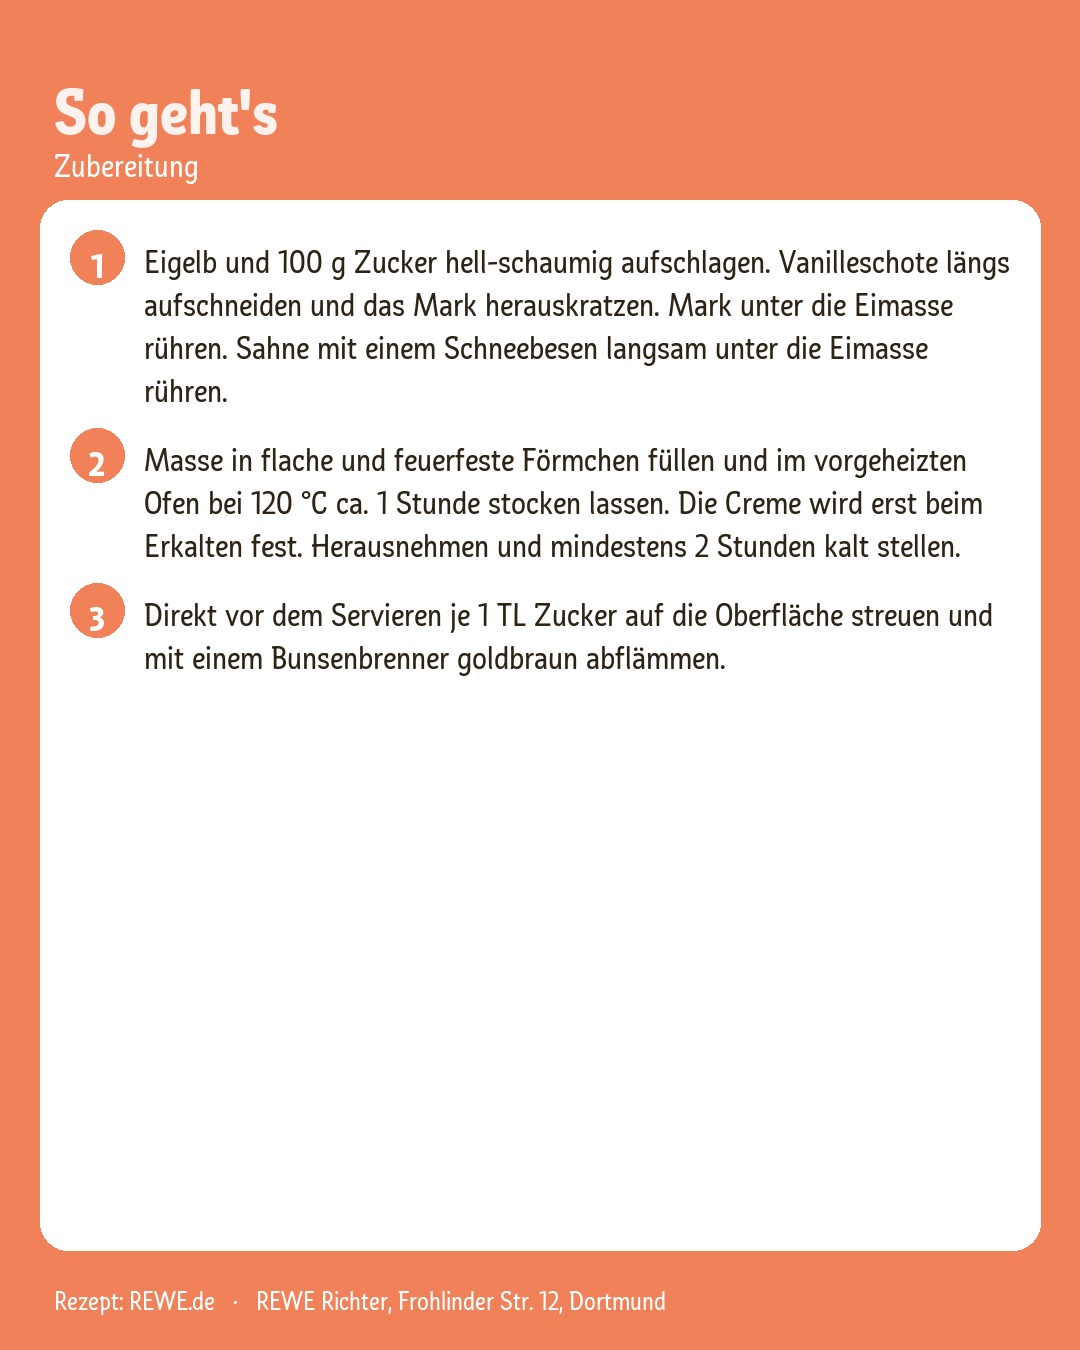 So geht's
Zubereitung
1
Eigelb und 100 g Zucker hell-schaumig aufschlagen. Vanilleschote längs
aufschneiden und das Mark herauskratzen. Mark unter die Eimasse
rühren. Sahne mit einem Schneebesen langsam unter die Eimasse
rühren.
2
Masse in flache und feuerfeste Förmchen füllen und im vorgeheizten
Ofen bei 120 °C ca. 1 Stunde stocken lassen. Die Creme wird erst beim
Erkalten fest. Herausnehmen und mindestens 2 Stunden kalt stellen.
3
Direkt vor dem Servieren je 1 TL Zucker auf die Oberfläche streuen und
mit einem Bunsenbrenner goldbraun abflämmen.
Rezept: REWE.de · REWE Richter, Frohlinder Str. 12, Dortmund